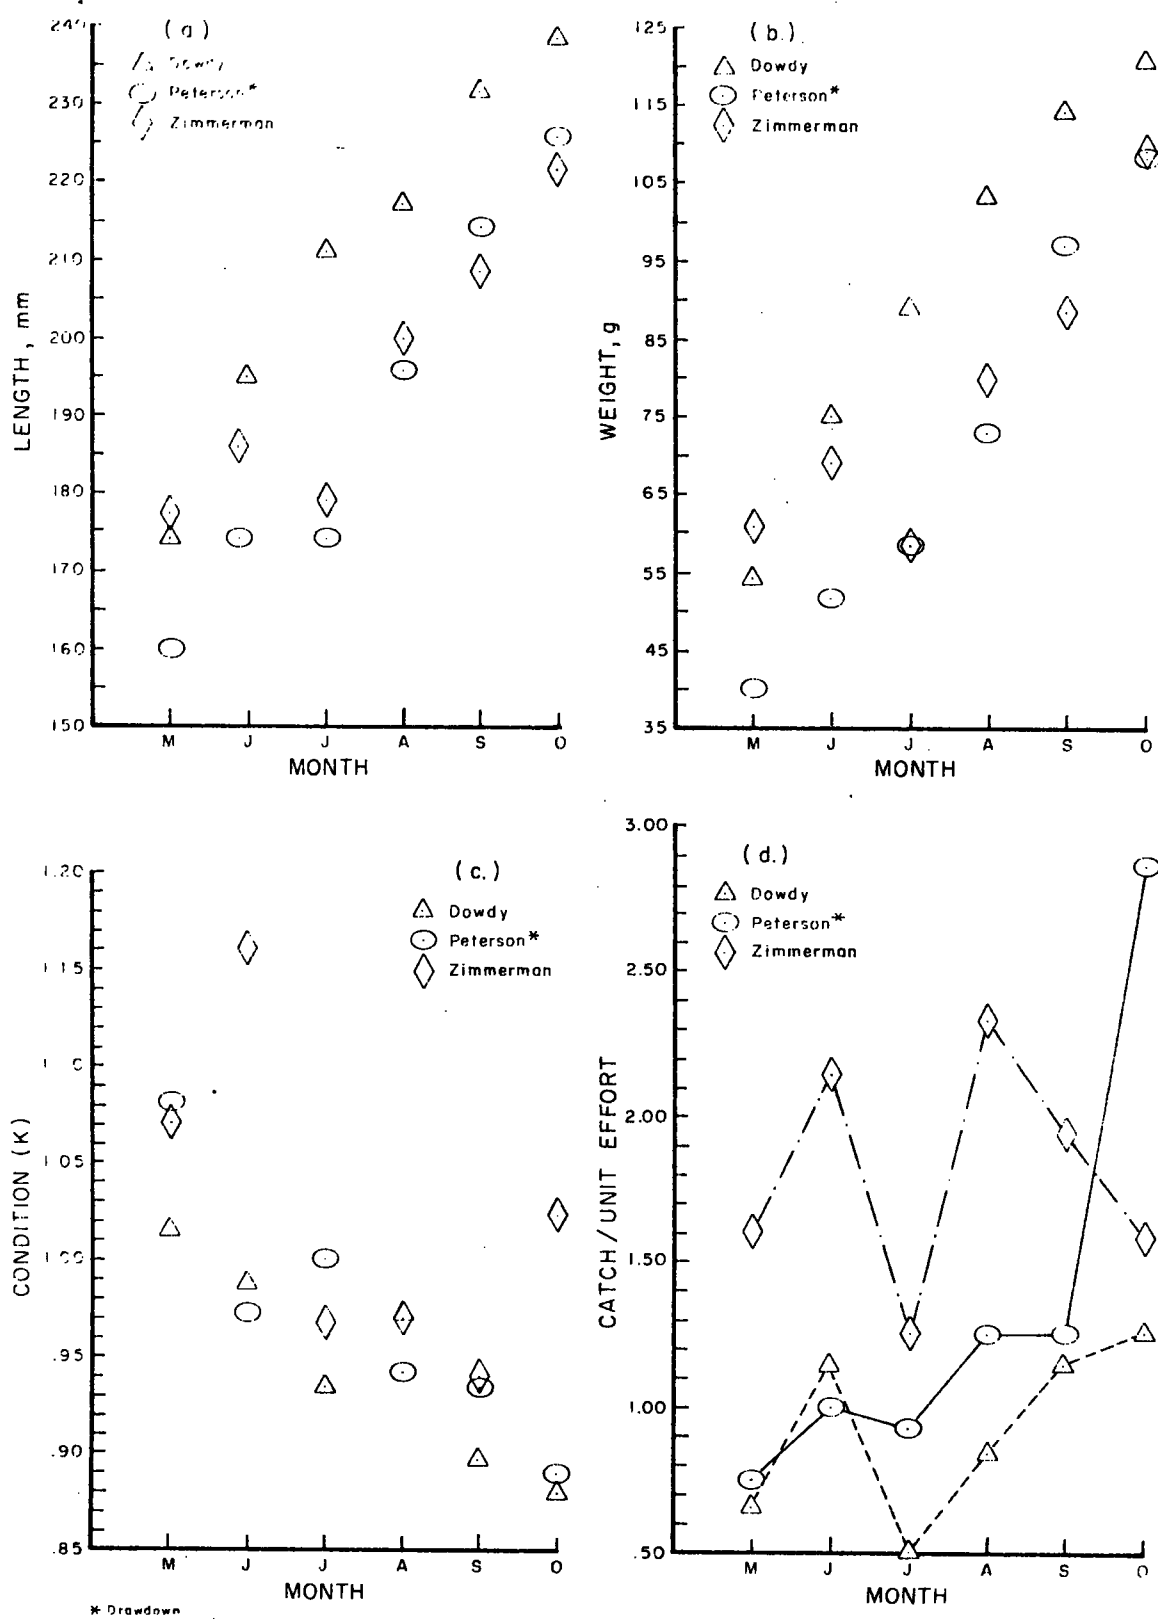 (a)
Dowdy
Peterson*
Zimmerman
240
230
220
210
200
190
180
170
160
150
LENGTH, mm
M J J A S O
MONTH
(b.)
Dowdy
Peterson*
Zimmerman
125
115
105
95
85
75
65
55
45
35
WEIGHT, g
M J J A S O
MONTH
(c.)
Dowdy
Peterson*
Zimmerman
1.20
1.15
1.05
1.00
.95
.90
.85
CONDITION (K)
M J J A S O
MONTH
* Drawdown
(d.)
Dowdy
Peterson*
Zimmerman
3.00
2.50
2.00
1.50
1.00
.50
CATCH/UNIT EFFORT
M J J A S O
MONTH